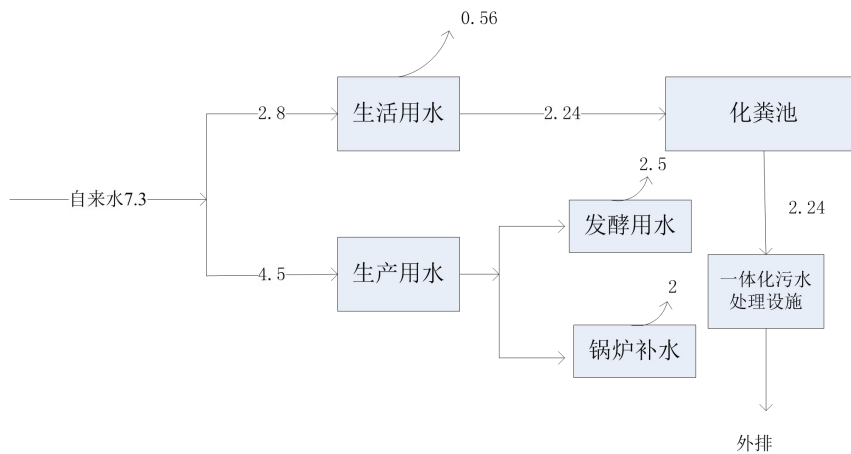 0.56
2.8
生活用水
2.24
化粪池
自来水7.3
2.5
发酵用水
2.24
4.5
生产用水
一体化污水
处理设施
2
锅炉补水
外排